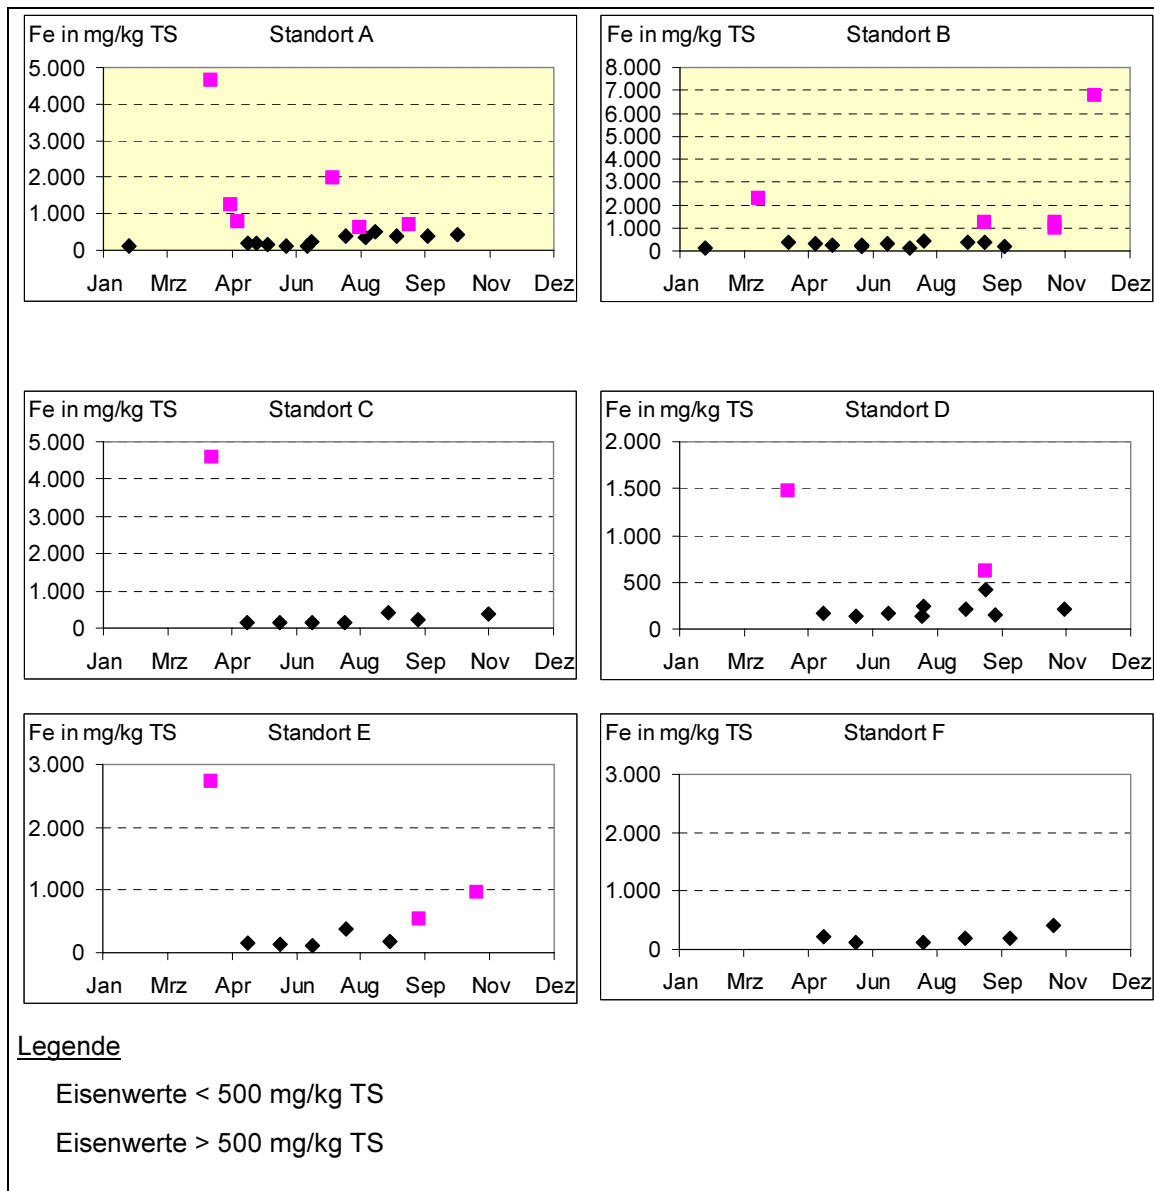 Fe in mg/kg TS Standort A
5.000
4.000
3.000
2.000
1.000
0
Jan Mrz Apr Jun Aug Sep Nov Dez
Fe in mg/kg TS Standort B
8.000
7.000
6.000
5.000
4.000
3.000
2.000
1.000
0
Jan Mrz Apr Jun Aug Sep Nov Dez
Fe in mg/kg TS Standort C
5.000
4.000
3.000
2.000
1.000
0
Jan Mrz Apr Jun Aug Sep Nov Dez
Fe in mg/kg TS Standort D
2.000
1.500
1.000
500
0
Jan Mrz Apr Jun Aug Sep Nov Dez
Fe in mg/kg TS Standort E
3.000
2.000
1.000
0
Jan Mrz Apr Jun Aug Sep Nov Dez
Fe in mg/kg TS Standort F
3.000
2.000
1.000
0
Jan Mrz Apr Jun Aug Sep Nov Dez
Legende
Eisenwerte < 500 mg/kg TS
Eisenwerte > 500 mg/kg TS